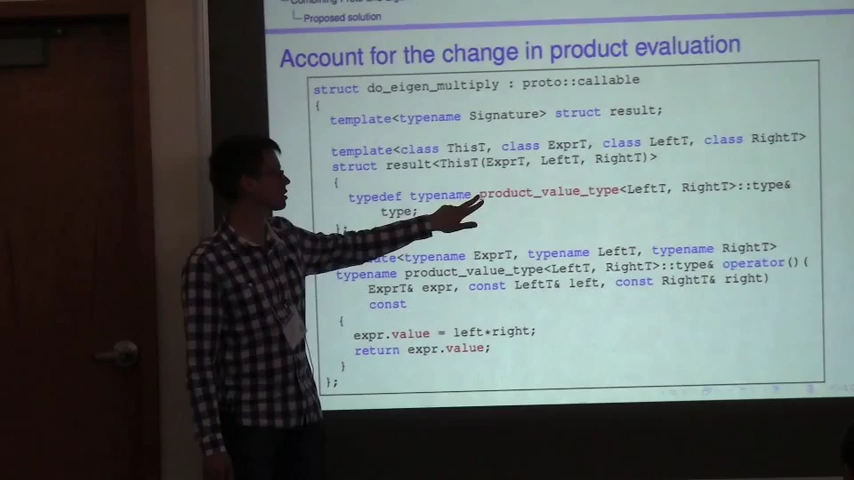 Proposed solution
Account for the change in product evaluation
struct do_eigen_multiply : proto::callable
{
template<typename Signature> struct result;
template<class ThisT, class ExprT, class LeftT, class RightT>
struct result<ThisT(ExprT, LeftT, RightT)>
{
typedef typename product_value_type<LeftT, RightT>::type&
type;
};
typename ExprT, typename LeftT, typename RightT>
typename product_value_type<LeftT, RightT>::type& operator()(
ExprT& expr, const LeftT& left, const RightT& right)
const
{
expr.value = left*right;
return expr.value;
}
};